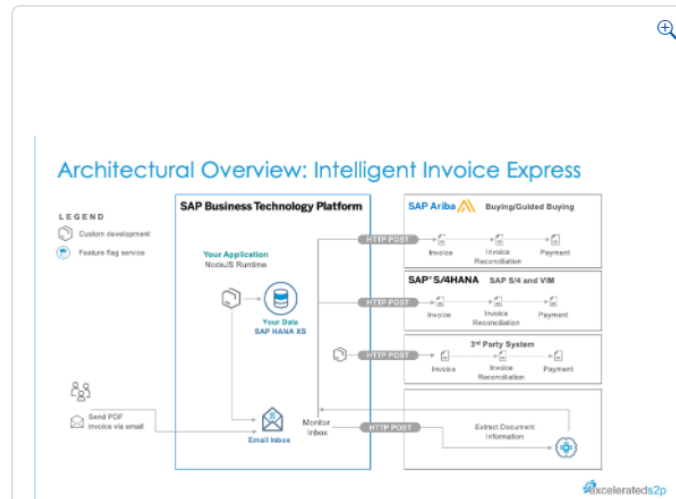 Architectural Overview: Intelligent Invoice Express
LEGEND
Custom development
Feature flag service
Send PDF
invoice via email
SAP Business Technology Platform
Your Application
NodeJS Runtime
Your Data
SAP HANA XS
Email Inbox
Monitor
Inbox
SAP Ariba
Buying/Guided Buying
HTTP POST
Invoice
Invoice
Reconciliation
Payment
SAP S/4HANA
SAP S/4 and VIM
HTTP POST
Invoice
Invoice
Reconciliation
Payment
3rd Party System
HTTP POST
Invoice
Invoice
Reconciliation
Payment
HTTP POST
Extract Document
Information
excelerateds2p